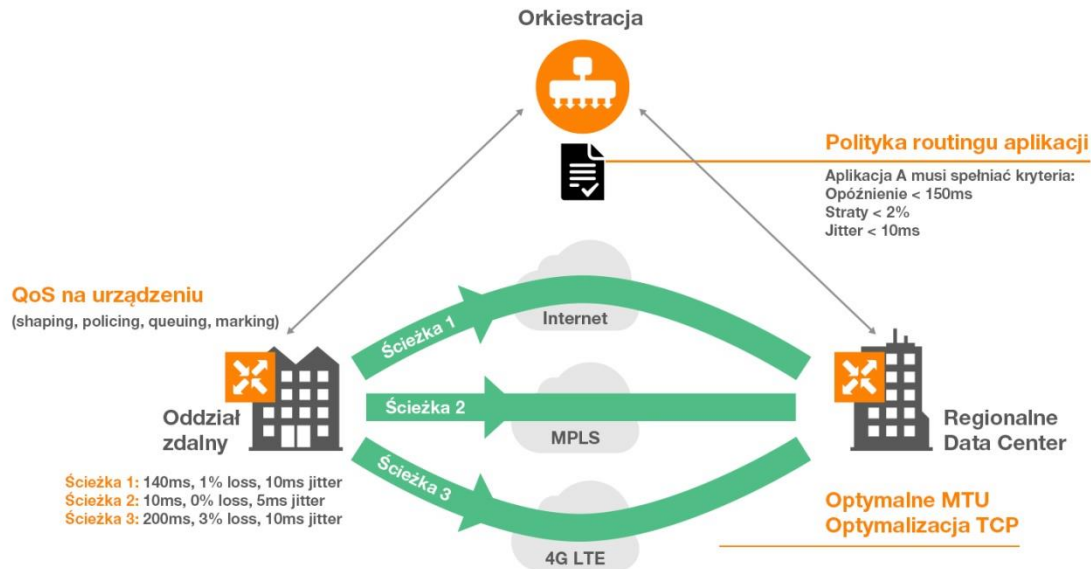 Orkiestracja
Polityka routingu aplikacji
Aplikacja A musi spełniać kryteria:
Opóźnienie < 150ms
Straty < 2%
Jitter < 10ms
QoS na urządzeniu
(shaping, policing, queuing, marking)
Ścieżka 1
Internet
Ścieżka 2
MPLS
Ścieżka 3
4G LTE
Oddział
zdalny
Regionalne
Data Center
Ścieżka 1: 140ms, 1% loss, 10ms jitter
Ścieżka 2: 10ms, 0% loss, 5ms jitter
Ścieżka 3: 200ms, 3% loss, 10ms jitter
Optymalne MTU
Optymalizacja TCP